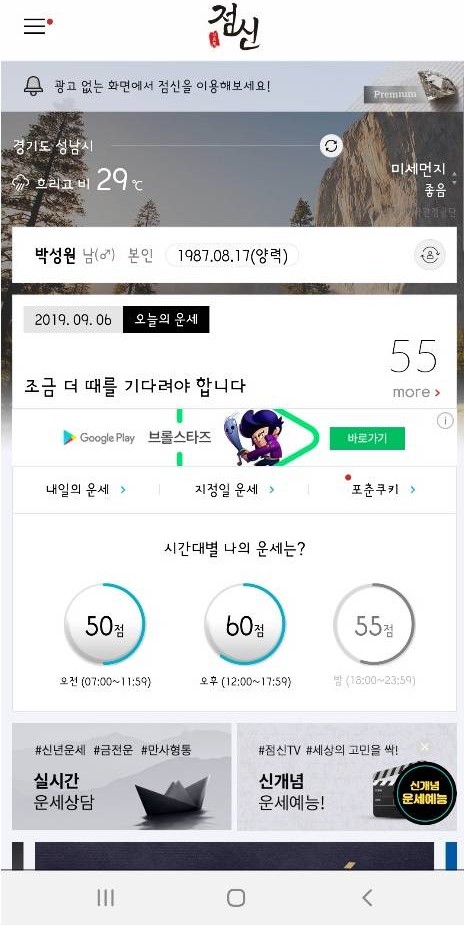 점신
광고 없는 화면에서 점신을 이용해보세요!
Premium
경기도 성남시
흐리고 비 29℃
미세먼지
좋음
박성원 남(♂) 본인 1987.08.17(양력)
2019. 09. 06 오늘의 운세
55
조금 더 때를 기다려야 합니다
more >
Google Play 브롤스타즈 바로가기
내일의 운세 > 지정일 운세 > 포춘쿠키 >
시간대별 나의 운세는?
50점 60점 55점
오전 (07:00~11:59) 오후 (12:00~17:59) 밤 (18:00~23:59)
#신년운세 #금전운 #만사형통
실시간
운세상담
#점신TV #세상의 고민을 싹!
신개념
운세예능!
신개념
운세예능